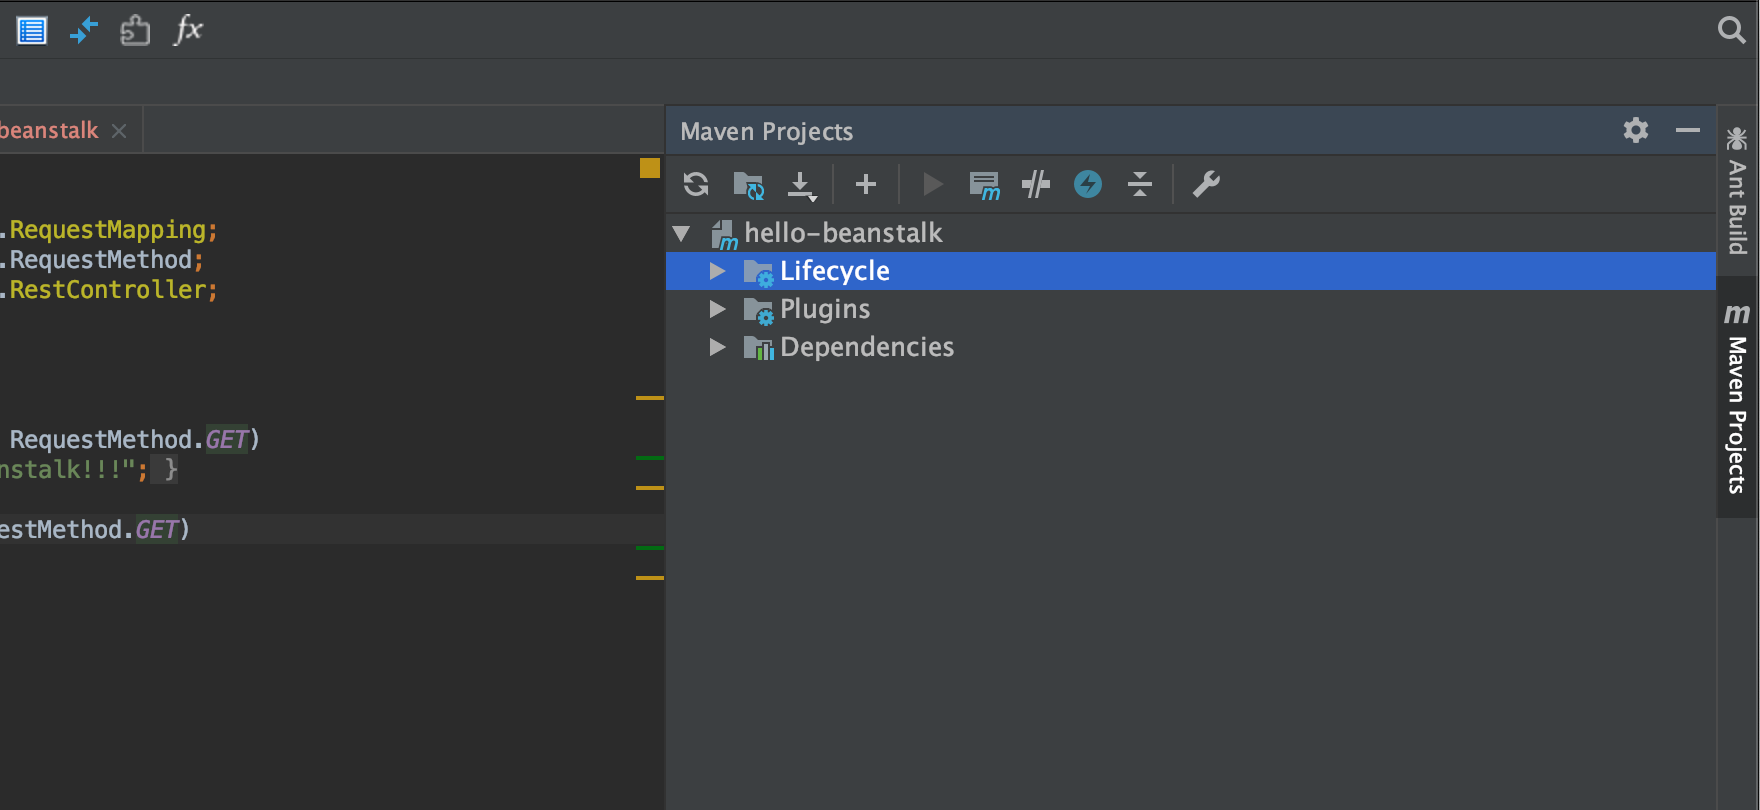 fx
beanstalk
.RequestMapping;
.RequestMethod;
.RestController;
RequestMethod.GET)
nstalk!!!"; }
estMethod.GET)
Maven Projects
m
hello-beanstalk
Lifecycle
Plugins
Dependencies
Ant Build
m Maven Projects